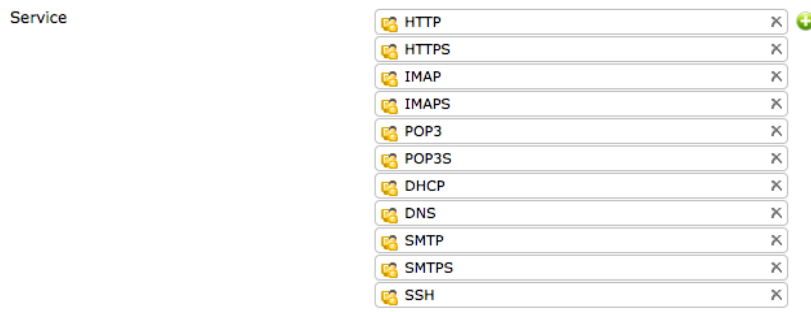 Service
HTTP
HTTPS
IMAP
IMAPS
POP3
POP3S
DHCP
DNS
SMTP
SMTPS
SSH